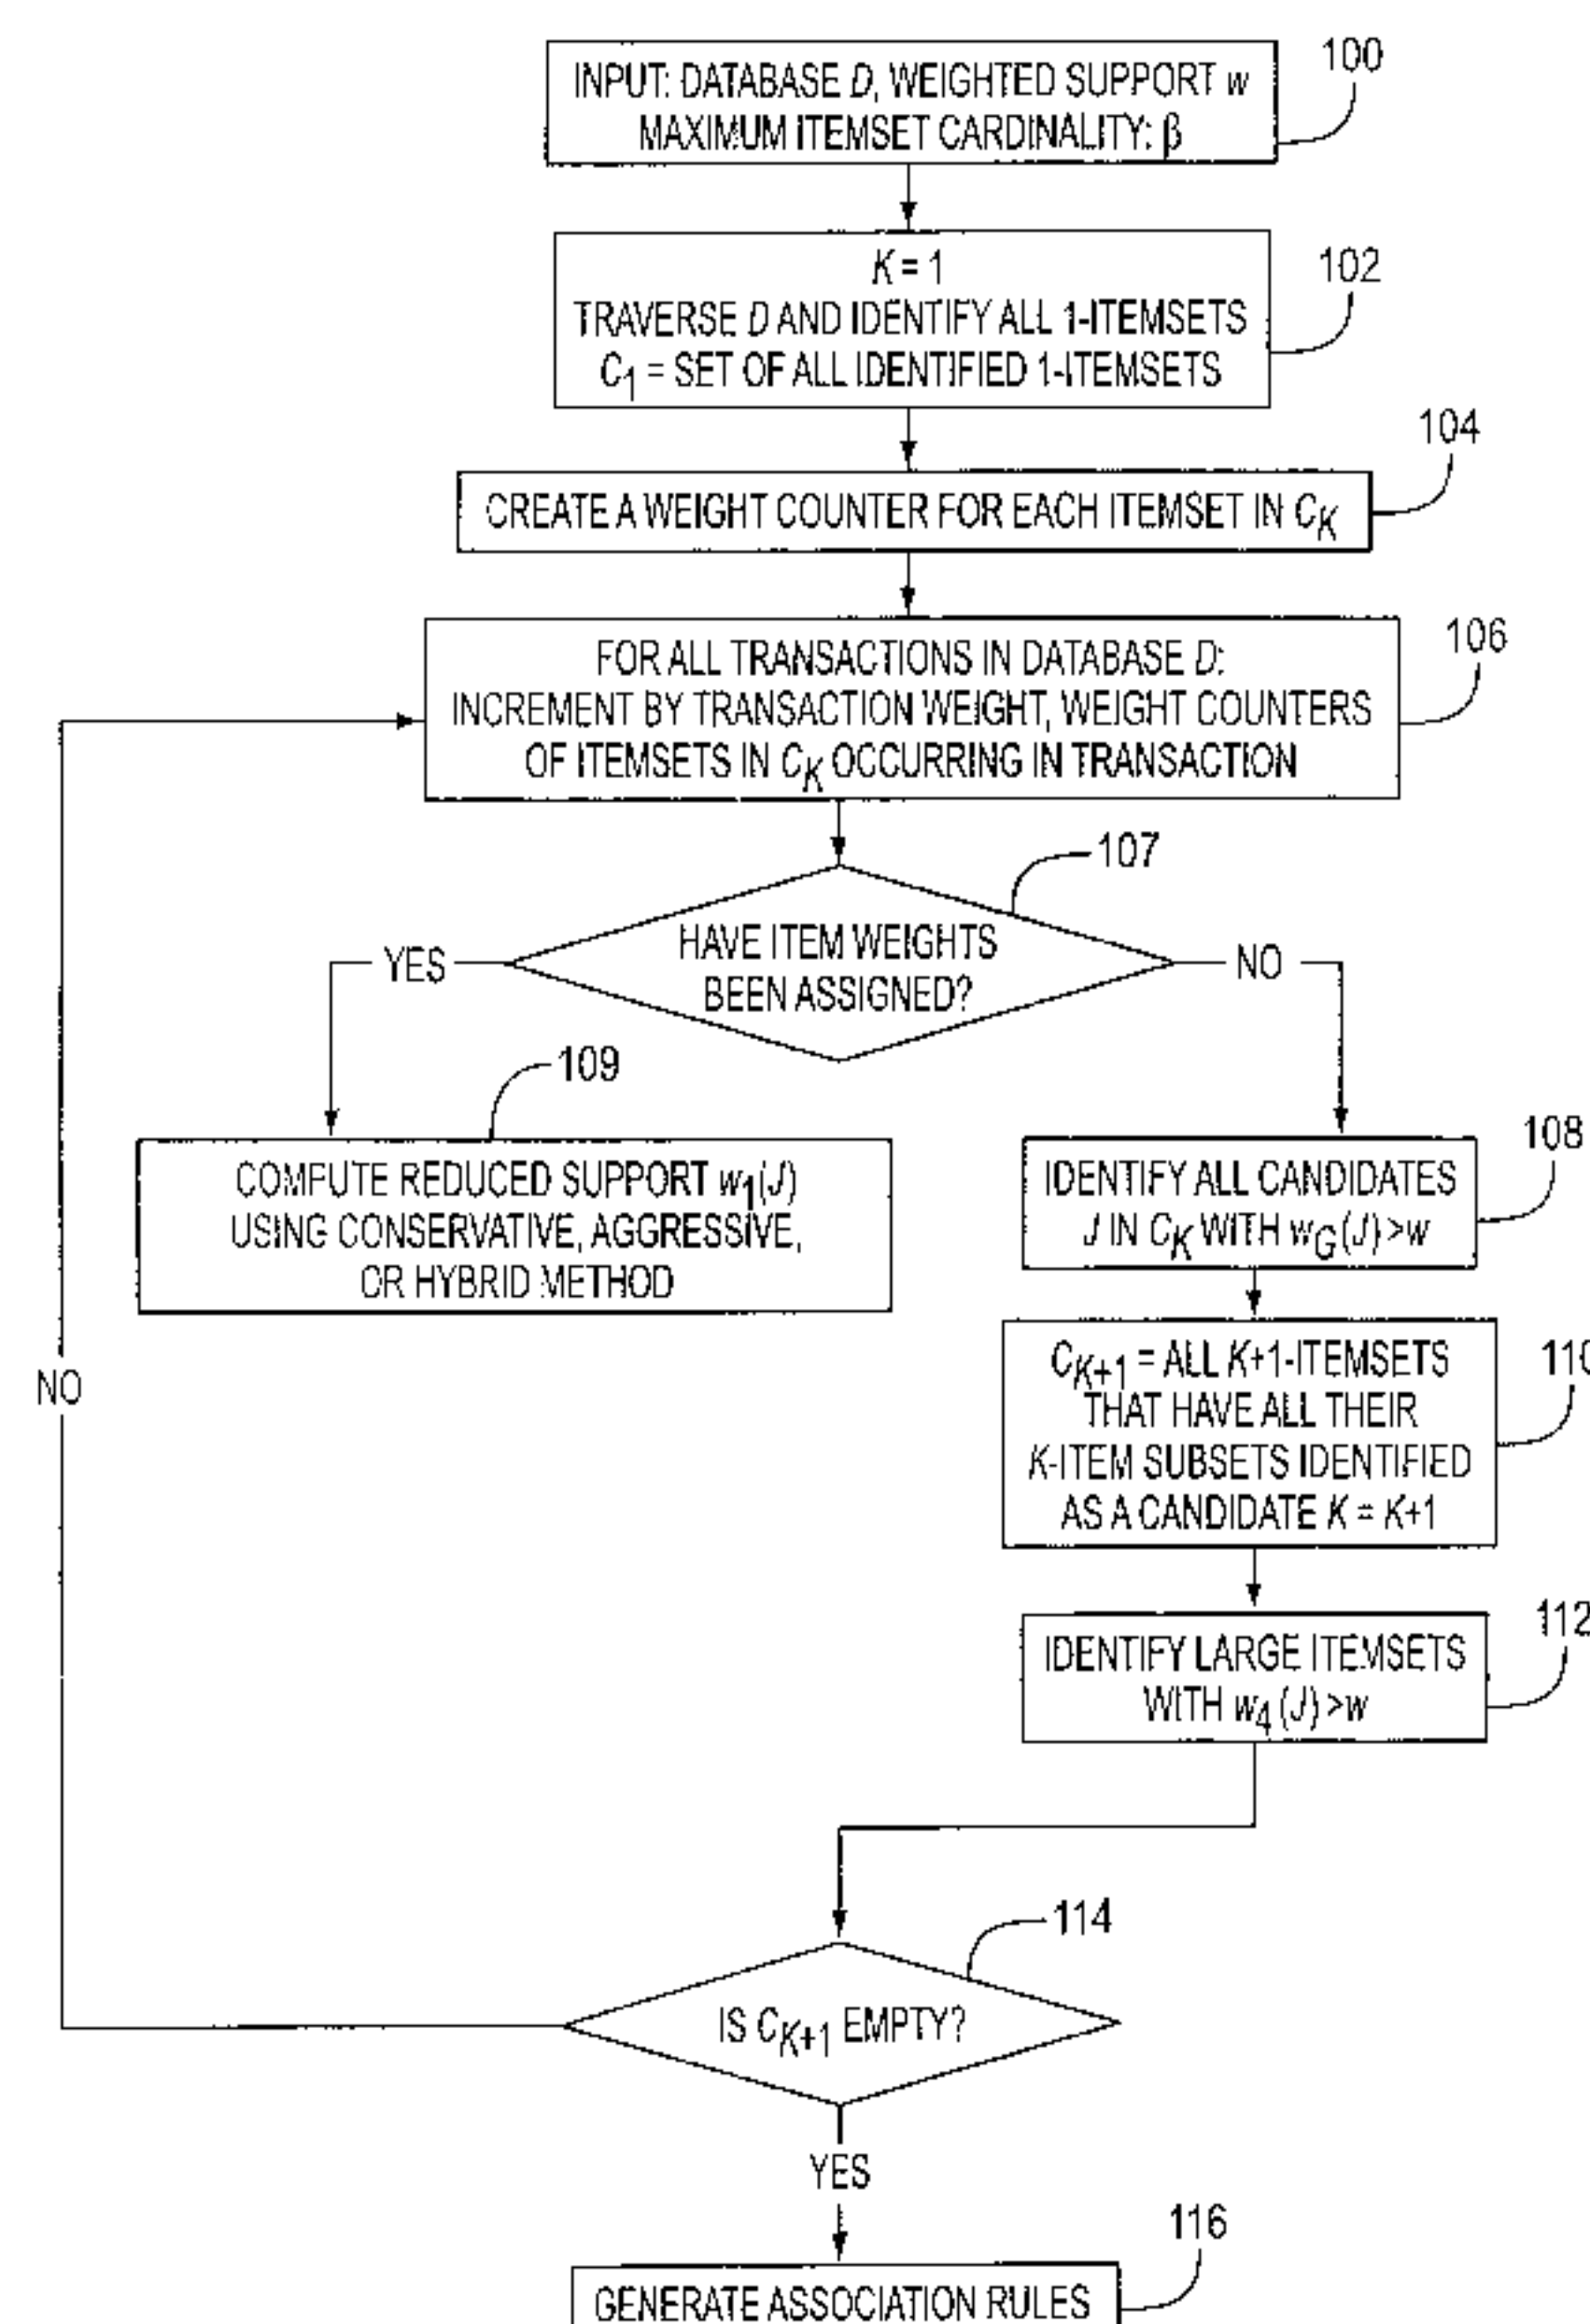 100
INPUT: DATABASE D, WEIGHTED SUPPORT w
MAXIMUM ITEMSET CARDINALITY: β
102
K = 1
TRAVERSE D AND IDENTIFY ALL 1-ITEMSETS
C1 = SET OF ALL IDENTIFIED 1-ITEMSETS
104
CREATE A WEIGHT COUNTER FOR EACH ITEMSET IN CK
106
FOR ALL TRANSACTIONS IN DATABASE D:
INCREMENT BY TRANSACTION WEIGHT, WEIGHT COUNTERS
OF ITEMSETS IN CK OCCURRING IN TRANSACTION
107
HAVE ITEM WEIGHTS
BEEN ASSIGNED?
YES
NO
109
COMPUTE REDUCED SUPPORT w1(J)
USING CONSERVATIVE, AGGRESSIVE,
OR HYBRID METHOD
108
IDENTIFY ALL CANDIDATES
J IN CK WITH wG(J)>w
110
CK+1 = ALL K+1-ITEMSETS
THAT HAVE ALL THEIR
K-ITEM SUBSETS IDENTIFIED
AS A CANDIDATE K = K+1
NO
112
IDENTIFY LARGE ITEMSETS
WITH w4(J)>w
114
IS CK+1 EMPTY?
YES
116
GENERATE ASSOCIATION RULES